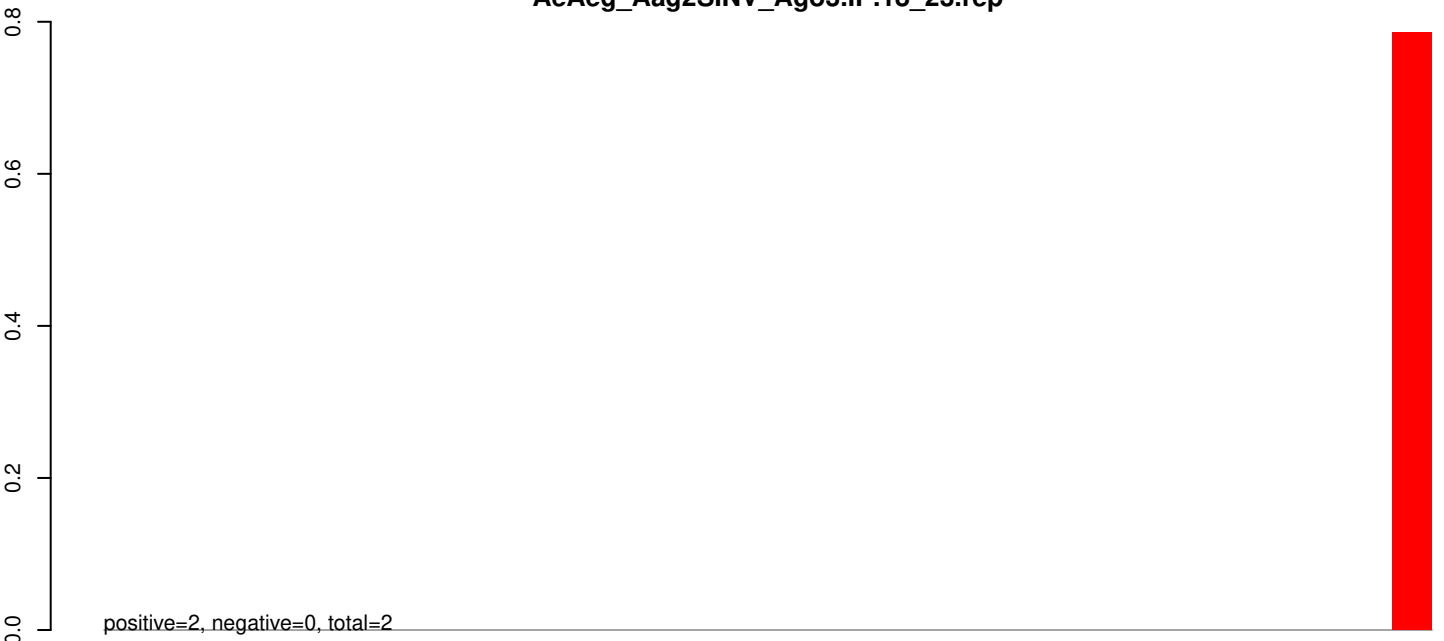 AeAeg_Aag2SINV_Ago3.IP.18_23.rep
0.8
0.6
0.4
0.2
0.0
positive=2, negative=0, total=2